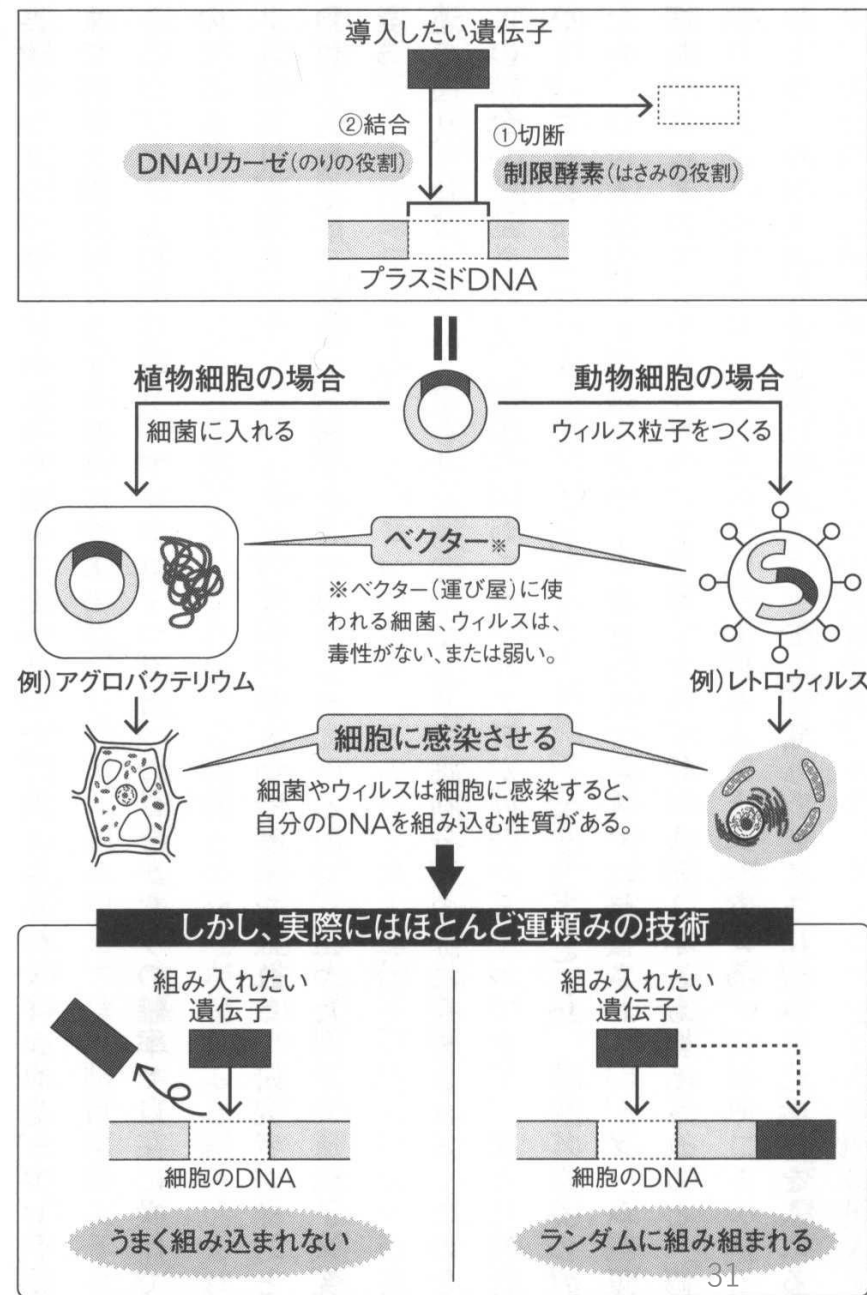 導入したい遺伝子
②結合
DNAリカーゼ(のりの役割)
①切断
制限酵素(はさみの役割)
プラスミドDNA
植物細胞の場合
動物細胞の場合
細菌に入れる
ウィルス粒子をつくる
ベクター※
※ベクター(運び屋)に使
われる細菌、ウィルスは、
毒性がない、または弱い。
例)アグロバクテリウム
例)レトロウィルス
細胞に感染させる
細菌やウィルスは細胞に感染すると、
自分のDNAを組み込む性質がある。
しかし、実際にはほとんど運頼みの技術
組み入れたい
遺伝子
細胞のDNA
うまく組み込まれない
組み入れたい
遺伝子
細胞のDNA
ランダムに組み組まれる
31